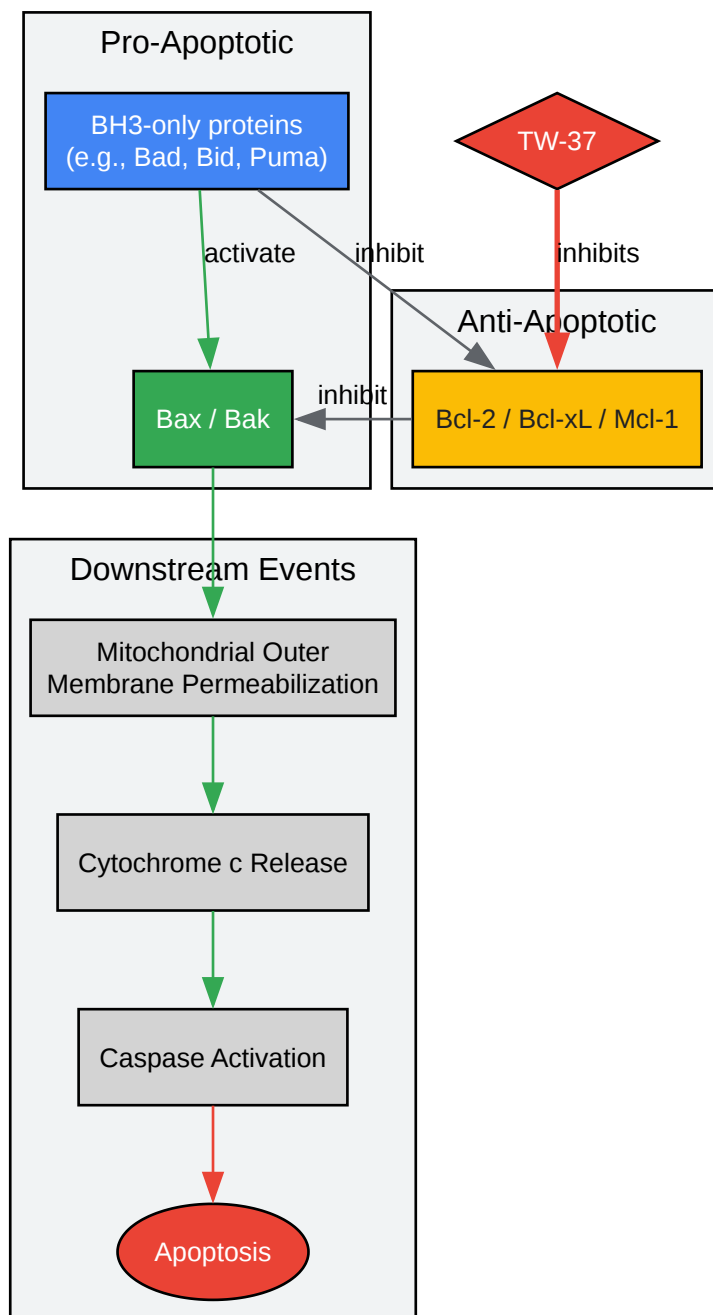 Pro-Apoptotic
BH3-only proteins
(e.g., Bad, Bid, Puma)
TW-37
activate
inhibit
inhibits
Anti-Apoptotic
Bax / Bak
inhibit
Bcl-2 / Bcl-xL / Mcl-1
Downstream Events
Mitochondrial Outer
Membrane Permeabilization
Cytochrome c Release
Caspase Activation
Apoptosis